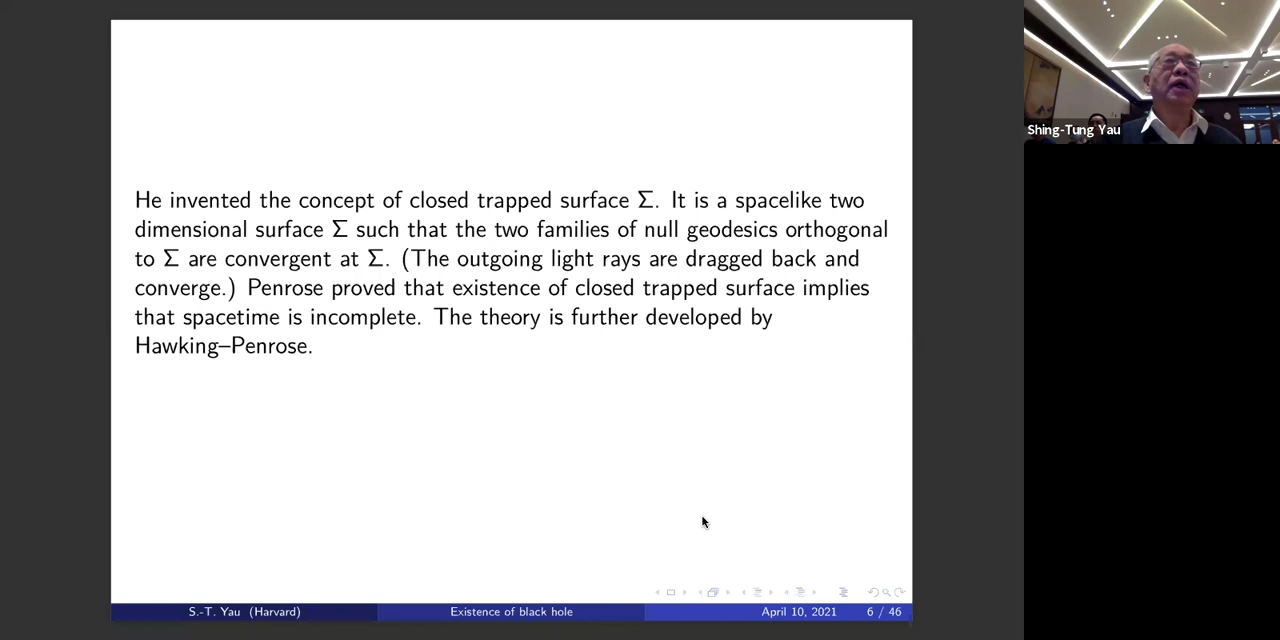 He invented the concept of closed trapped surface Σ. It is a spacelike two
dimensional surface Σ such that the two families of null geodesics orthogonal
to Σ are convergent at Σ. (The outgoing light rays are dragged back and
converge.) Penrose proved that existence of closed trapped surface implies
that spacetime is incomplete. The theory is further developed by
Hawking–Penrose.
S.-T. Yau (Harvard)
Existence of black hole
April 10, 2021
6 / 46
Shing-Tung Yau